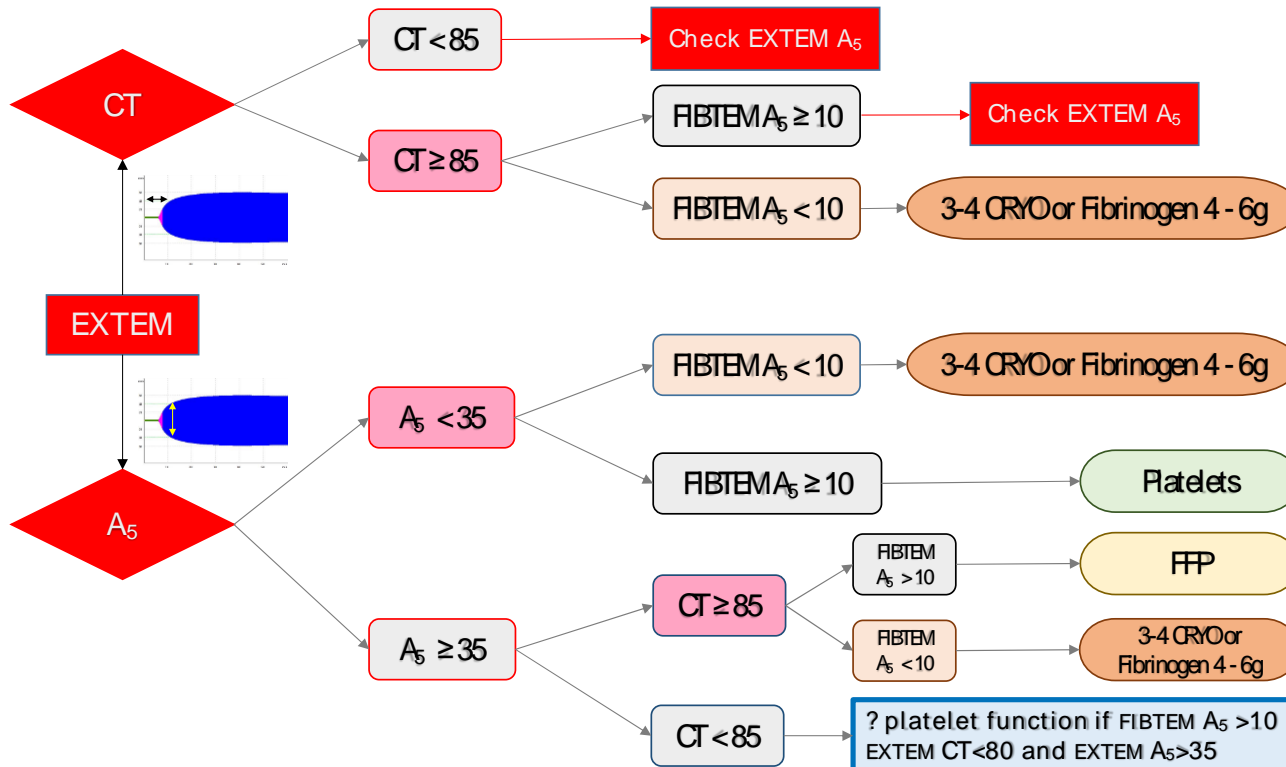 CT < 85
Check EXTEM A₅
CT
FIBTEM A₅ ≥ 10
Check EXTEM A₅
CT ≥ 85
FIBTEM A₅ < 10
3-4 CRYO or Fibrinogen 4 - 6g
EXTEM
FIBTEM A₅ < 10
3-4 CRYO or Fibrinogen 4 - 6g
A₅ < 35
FIBTEM A₅ ≥ 10
Platelets
A₅
FIBTEM
A₅ > 10
FFP
CT ≥ 85
A₅ ≥ 35
FIBTEM
A₅ < 10
3-4 CRYO or
Fibrinogen 4 - 6g
CT < 85
? platelet function if FIBTEM A₅ >10
EXTEM CT<80 and EXTEM A₅>35